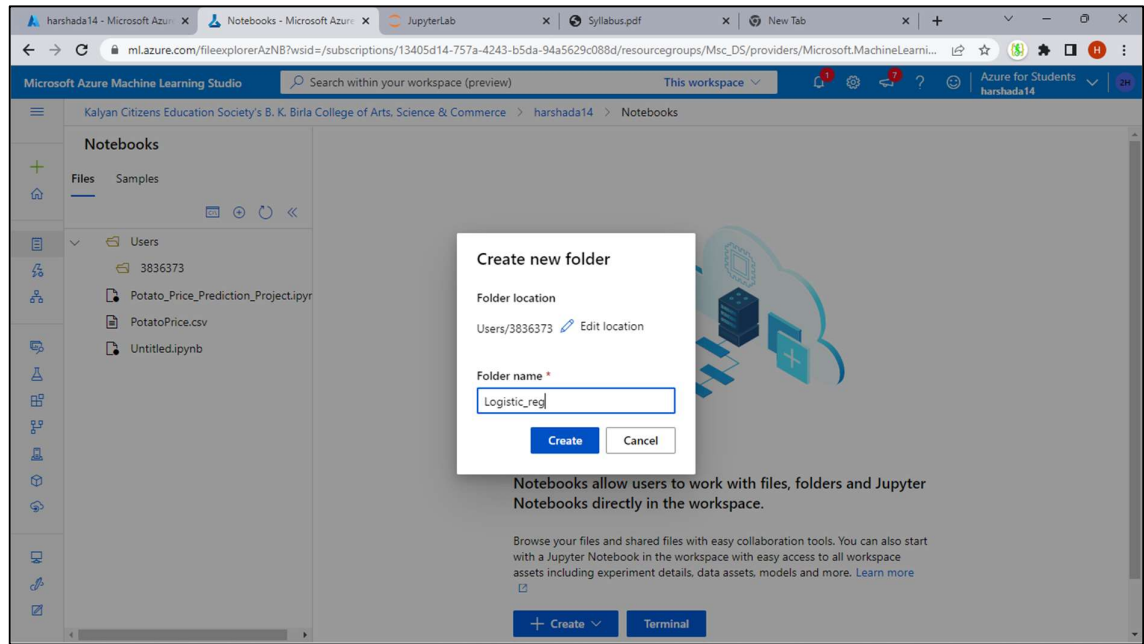 harshada14 - Microsoft Azur
Notebooks - Microsoft Azure
JupyterLab
Syllabus.pdf
New Tab
ml.azure.com/fileexplorerAzNB?wsid=/subscriptions/13405d14-757a-4243-b5da-94a5629c088d/resourcegroups/Msc_DS/providers/Microsoft.MachineLearni...
H
Microsoft Azure Machine Learning Studio
Search within your workspace (preview)
This workspace
1
7
?
Azure for Students
harshada14
2H
Kalyan Citizens Education Society's B. K. Birla College of Arts, Science & Commerce > harshada14 > Notebooks
Notebooks
Files
Samples
Users
3836373
Potato_Price_Prediction_Project.ipyr
PotatoPrice.csv
Untitled.ipynb
Create new folder
Folder location
Users/3836373 Edit location
Folder name *
Logistic_reg
Create
Cancel
Notebooks allow users to work with files, folders and Jupyter
Notebooks directly in the workspace.
Browse your files and shared files with easy collaboration tools. You can also start
with a Jupyter Notebook in the workspace with easy access to all workspace
assets including experiment details, data assets, models and more. Learn more
+ Create
Terminal